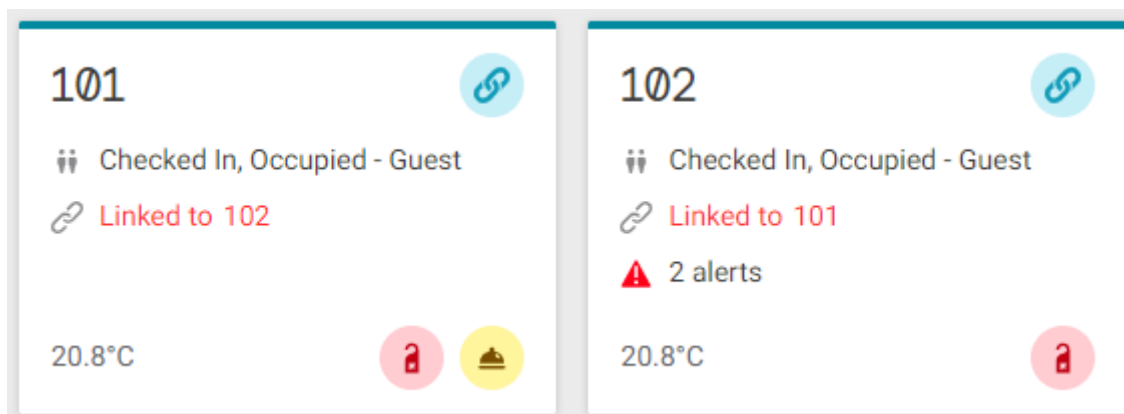 101
Checked In, Occupied - Guest
Linked to 102
20.8°C
102
Checked In, Occupied - Guest
Linked to 101
2 alerts
20.8°C